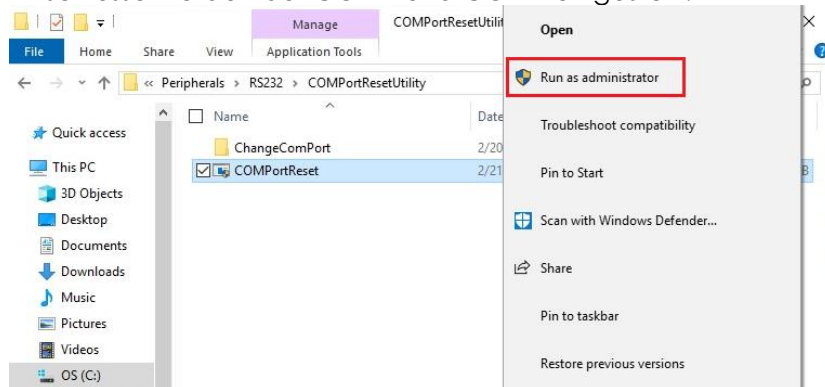 Manage
COMPortResetUtilit
File
Home
Share
View
Application Tools
« Peripherals > RS232 > COMPortResetUtility
Name
Date
Quick access
ChangeComPort
2/20
This PC
COMPortReset
2/21
B
3D Objects
Desktop
Documents
Downloads
Music
Pictures
Videos
OS (C:)
Open
Run as administrator
Troubleshoot compatibility
Pin to Start
Scan with Windows Defender...
Share
Pin to taskbar
Restore previous versions